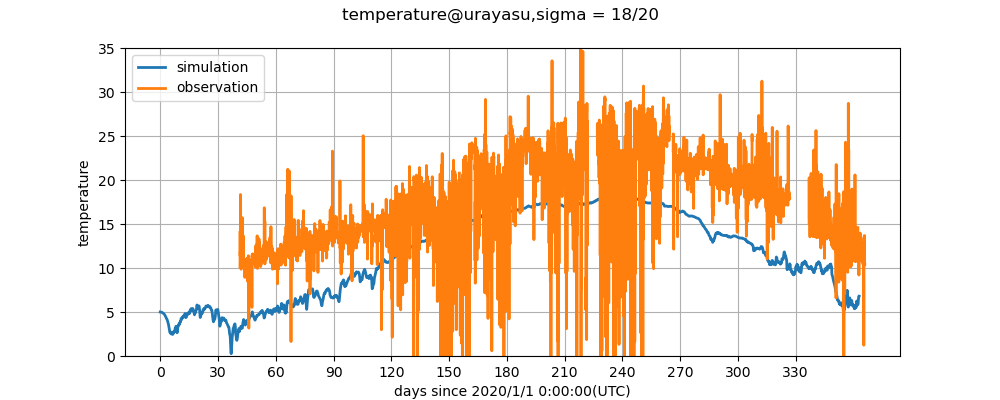 temperature@urayasu,sigma = 18/20
simulation
observation
35
30
25
20
15
10
5
0
temperature
0 30 60 90 120 150 180 210 240 270 300 330
days since 2020/1/1 0:00:00(UTC)